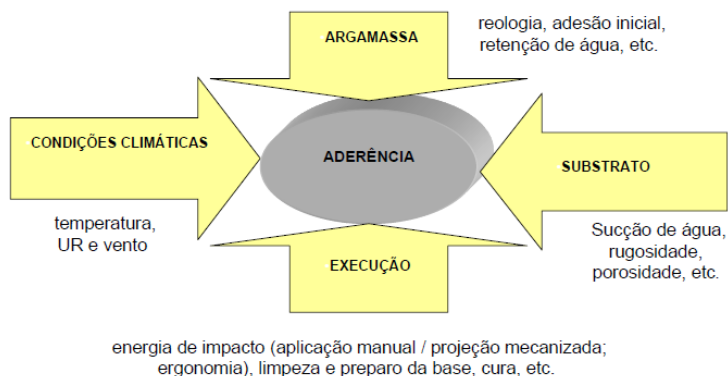 ARGAMASSA
reologia, adesão inicial,
retenção de água, etc.
CONDIÇÕES CLIMÁTICAS
ADERÊNCIA
SUBSTRATO
temperatura,
UR e vento
Sucção de água,
rugosidade,
porosidade, etc.
EXECUÇÃO
energia de impacto (aplicação manual / projeção mecanizada;
ergonomia), limpeza e preparo da base, cura, etc.